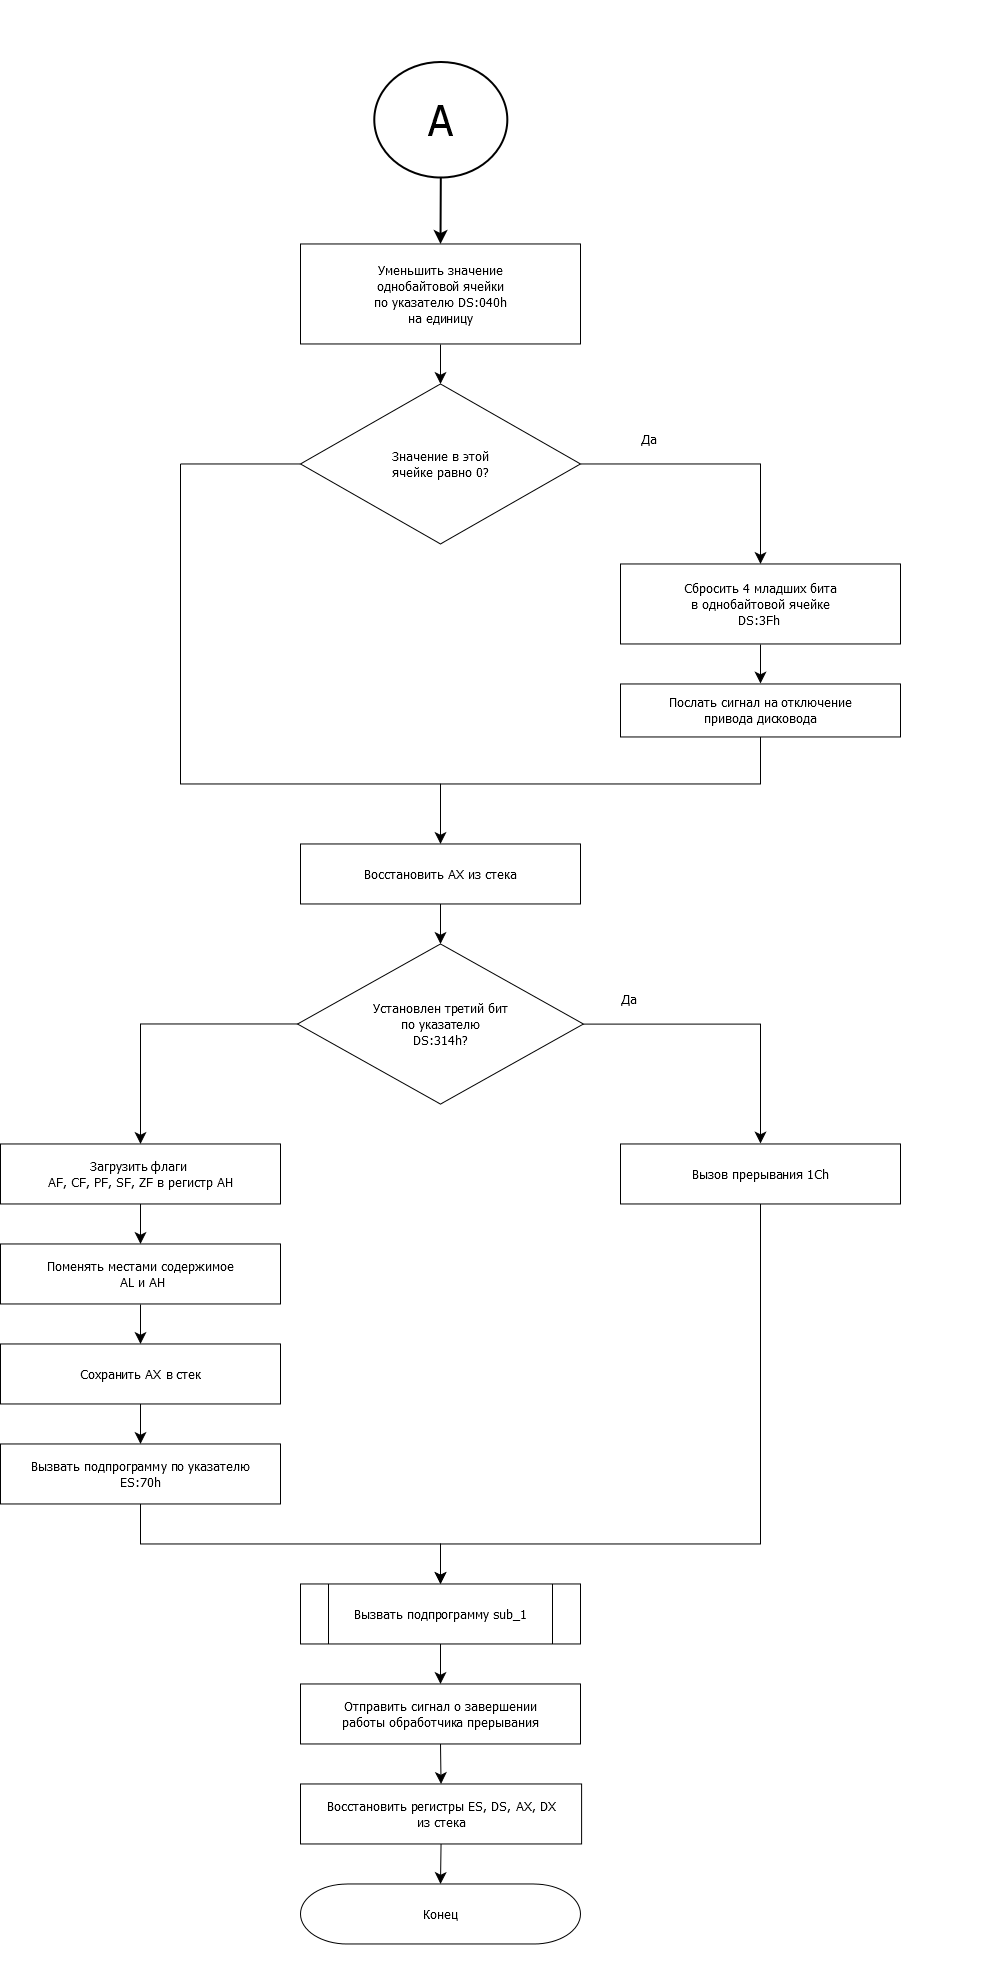 A
Уменьшить значение
однобайтовой ячейки
по указателю DS:040h
на единицу
Значение в этой
ячейке равно 0?
Да
Сбросить 4 младших бита
в однобайтовой ячейке
DS:3Fh
Послать сигнал на отключение
привода дисковода
Восстановить AX из стека
Установлен третий бит
по указателю
DS:314h?
Да
Загрузить флаги
AF, CF, PF, SF, ZF в регистр AH
Вызов прерывания 1Ch
Поменять местами содержимое
AL и AH
Сохранить AX в стек
Вызвать подпрограмму по указателю
ES:70h
Вызвать подпрограмму sub_1
Отправить сигнал о завершении
работы обработчика прерывания
Восстановить регистры ES, DS, AX, DX
из стека
Конец